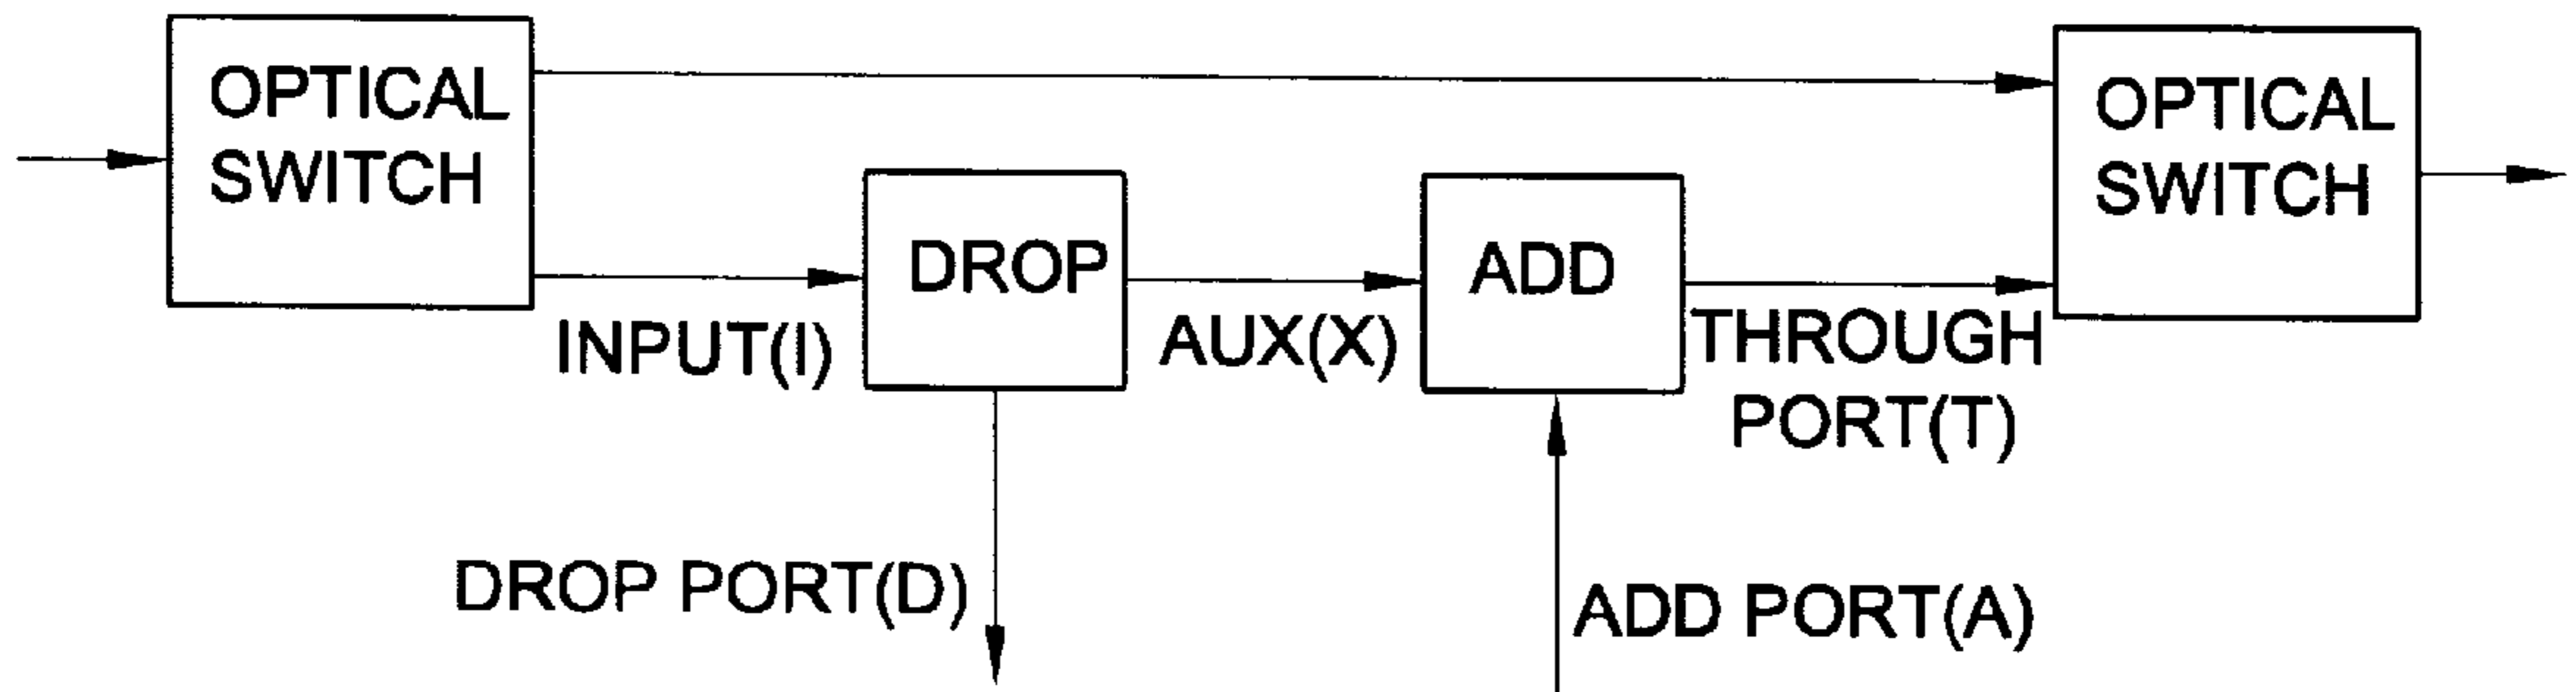 OPTICAL
SWITCH
OPTICAL
SWITCH
DROP
ADD
INPUT(I)
AUX(X)
THROUGH
PORT(T)
DROP PORT(D)
ADD PORT(A)